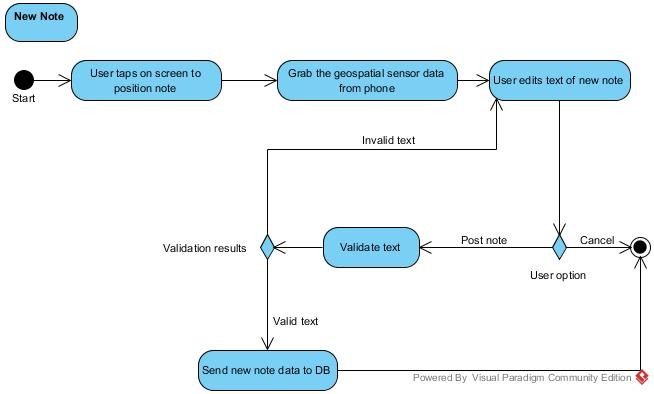 New Note
User taps on screen to
position note
Grab the geospatial sensor data
from phone
User edits text of new note
Start
Invalid text
Validation results
Validate text
Post note
Cancel
User option
Valid text
Send new note data to DB
Powered By Visual Paradigm Community Edition